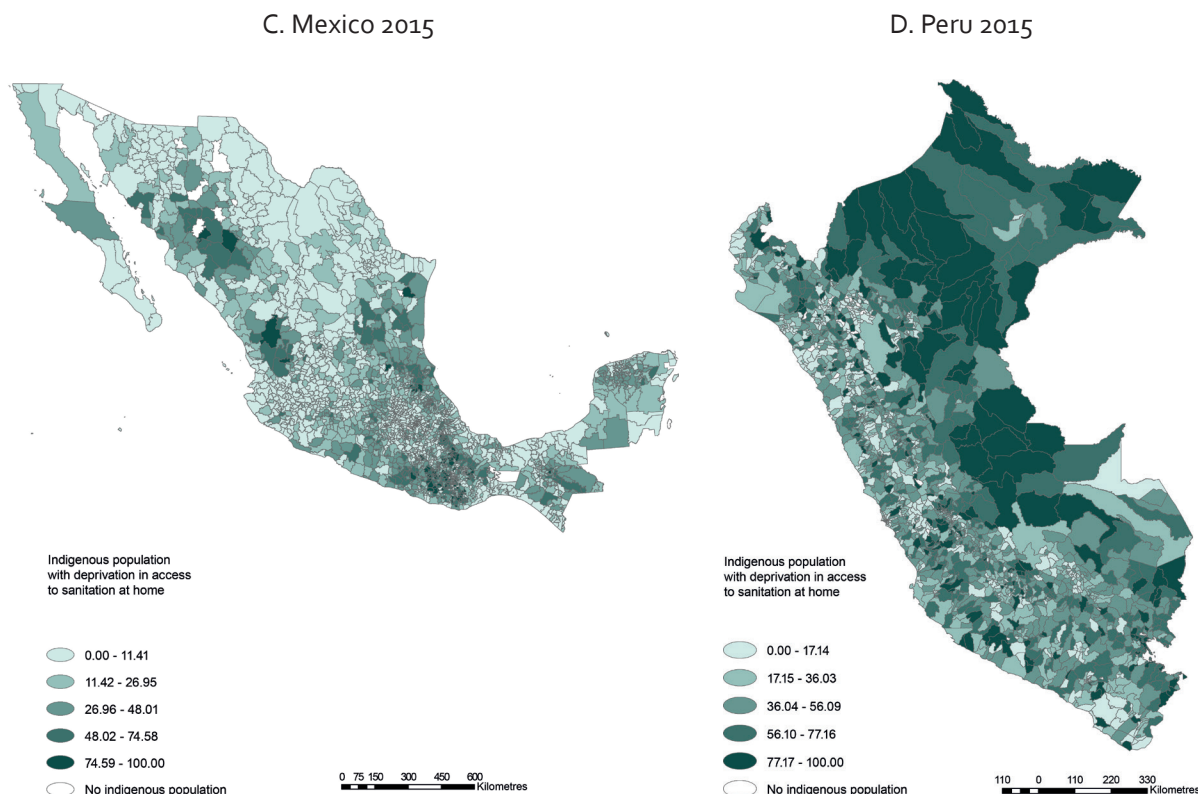 C. Mexico 2015
D. Peru 2015
Indigenous population
with deprivation in access
to sanitation at home
0.00 - 11.41
11.42 - 26.95
26.96 - 48.01
48.02 - 74.58
74.59 - 100.00
No indigenous population
0 75 150 300 450 600
Kilometres
Indigenous population
with deprivation in access
to sanitation at home
0.00 - 17.14
17.15 - 36.03
36.04 - 56.09
56.10 - 77.16
77.17 - 100.00
No indigenous population
110 0 110 220 330
Kilometres